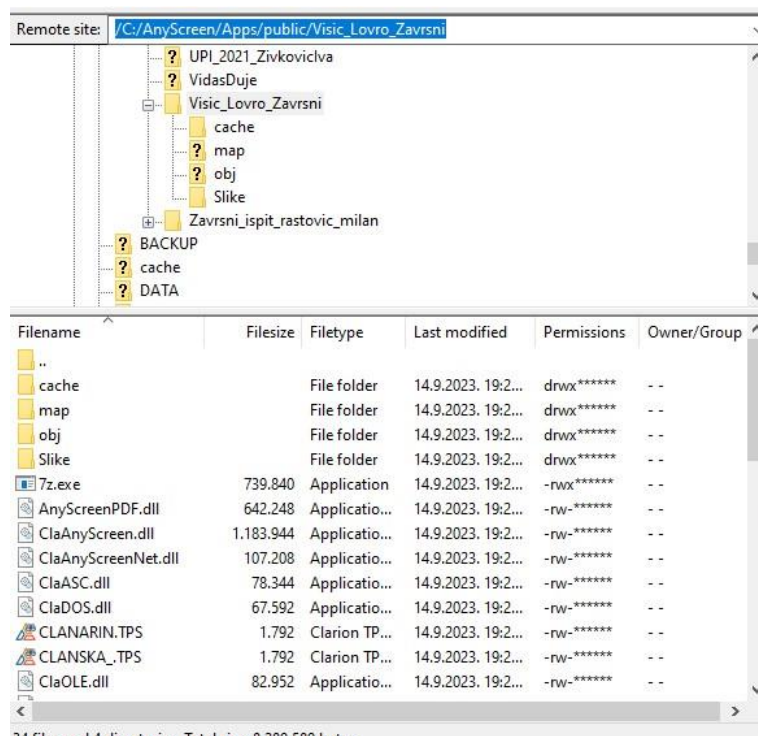 Remote site: /C:/AnyScreen/Apps/public/Visic_Lovro_Zavrsni
UPI_2021_ZivkovicIva
VidasDuje
Visic_Lovro_Zavrsni
cache
map
obj
Slike
Zavrsni_ispit_rastovic_milan
BACKUP
cache
DATA
Filename Filesize Filetype Last modified Permissions Owner/Group
..
cache File folder 14.9.2023. 19:2... drwx****** - -
map File folder 14.9.2023. 19:2... drwx****** - -
obj File folder 14.9.2023. 19:2... drwx****** - -
Slike File folder 14.9.2023. 19:2... drwx****** - -
7z.exe 739.840 Application 14.9.2023. 19:2... -rwx****** - -
AnyScreenPDF.dll 642.248 Applicatio... 14.9.2023. 19:2... -rw-****** - -
ClaAnyScreen.dll 1.183.944 Applicatio... 14.9.2023. 19:2... -rw-****** - -
ClaAnyScreenNet.dll 107.208 Applicatio... 14.9.2023. 19:2... -rw-****** - -
ClaASC.dll 78.344 Applicatio... 14.9.2023. 19:2... -rw-****** - -
ClaDOS.dll 67.592 Applicatio... 14.9.2023. 19:2... -rw-****** - -
CLANARIN.TPS 1.792 Clarion TP... 14.9.2023. 19:2... -rw-****** - -
CLANSKA_.TPS 1.792 Clarion TP... 14.9.2023. 19:2... -rw-****** - -
ClaOLE.dll 82.952 Applicatio... 14.9.2023. 19:2... -rw-****** - -